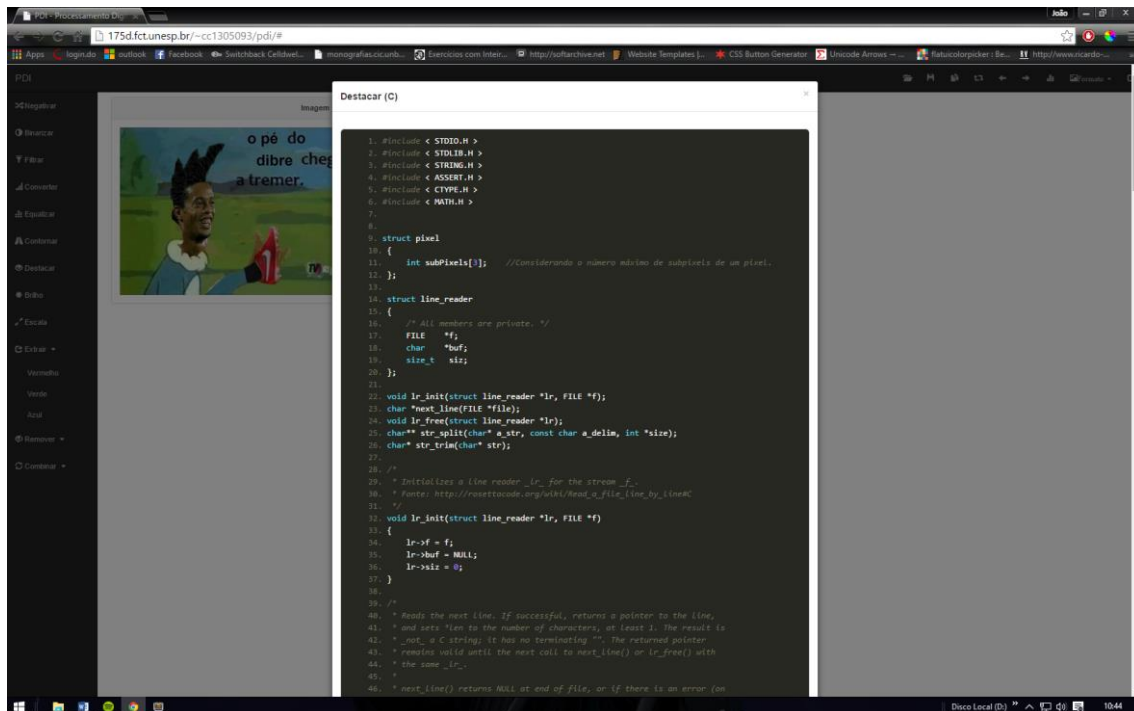 PDI - Processamento Dig
João
175d.fct.unesp.br/~cc1305093/pdi/#
Apps
login.do
outlook
Facebook
Switchback Celldwel...
monografias.cic.unb...
Exercícios com Inteir...
http://softarchive.net
Website Templates |...
CSS Button Generator
Unicode Arrows — ...
flatuicolorpicker : Be...
http://www.ricardo-...
PDI
Negativar
Binarizar
Filtrar
Converter
Equalizar
Contornar
Destacar
Brilho
Escala
Extrair
Vermelho
Verde
Azul
Remover
Combinar
Imagem
o pé do
dibre cheg
a tremer.
Destacar (C)
×
1. #include < STDIO.H >
2. #include < STDLIB.H >
3. #include < STRING.H >
4. #include < ASSERT.H >
5. #include < CTYPE.H >
6. #include < MATH.H >
7.
8.
9. struct pixel
10. {
11. int subPixels[3]; //Considerando o número máximo de subpixeis de um pixel.
12. };
13.
14. struct line_reader
15. {
16. /* All members are private. */
17. FILE *f;
18. char *buf;
19. size_t siz;
20. };
21.
22. void lr_init(struct line_reader *lr, FILE *f);
23. char *next_line(FILE *file);
24. void lr_free(struct line_reader *lr);
25. char** str_split(char* a_str, const char a_delim, int *size);
26. char* str_trim(char* str);
27.
28. /*
29. * Initializes a line reader _lr_ for the stream _f_.
30. * Fonte: http://rosettacode.org/wiki/Read_a_file_line_by_line#C
31. */
32. void lr_init(struct line_reader *lr, FILE *f)
33. {
34. lr->f = f;
35. lr->buf = NULL;
36. lr->siz = 0;
37. }
38.
39. /*
40. * Reads the next line. If successful, returns a pointer to the line,
41. * and sets *len to the number of characters, at least 1. The result is
42. * _not_ a C string; it has no terminating "". The returned pointer
43. * remains valid until the next call to next_line() or lr_free() with
44. * the same _lr_.
45. *
46. * next_line() returns NULL at end of file, or if there is an error (on
Disco Local (D:)
10:44